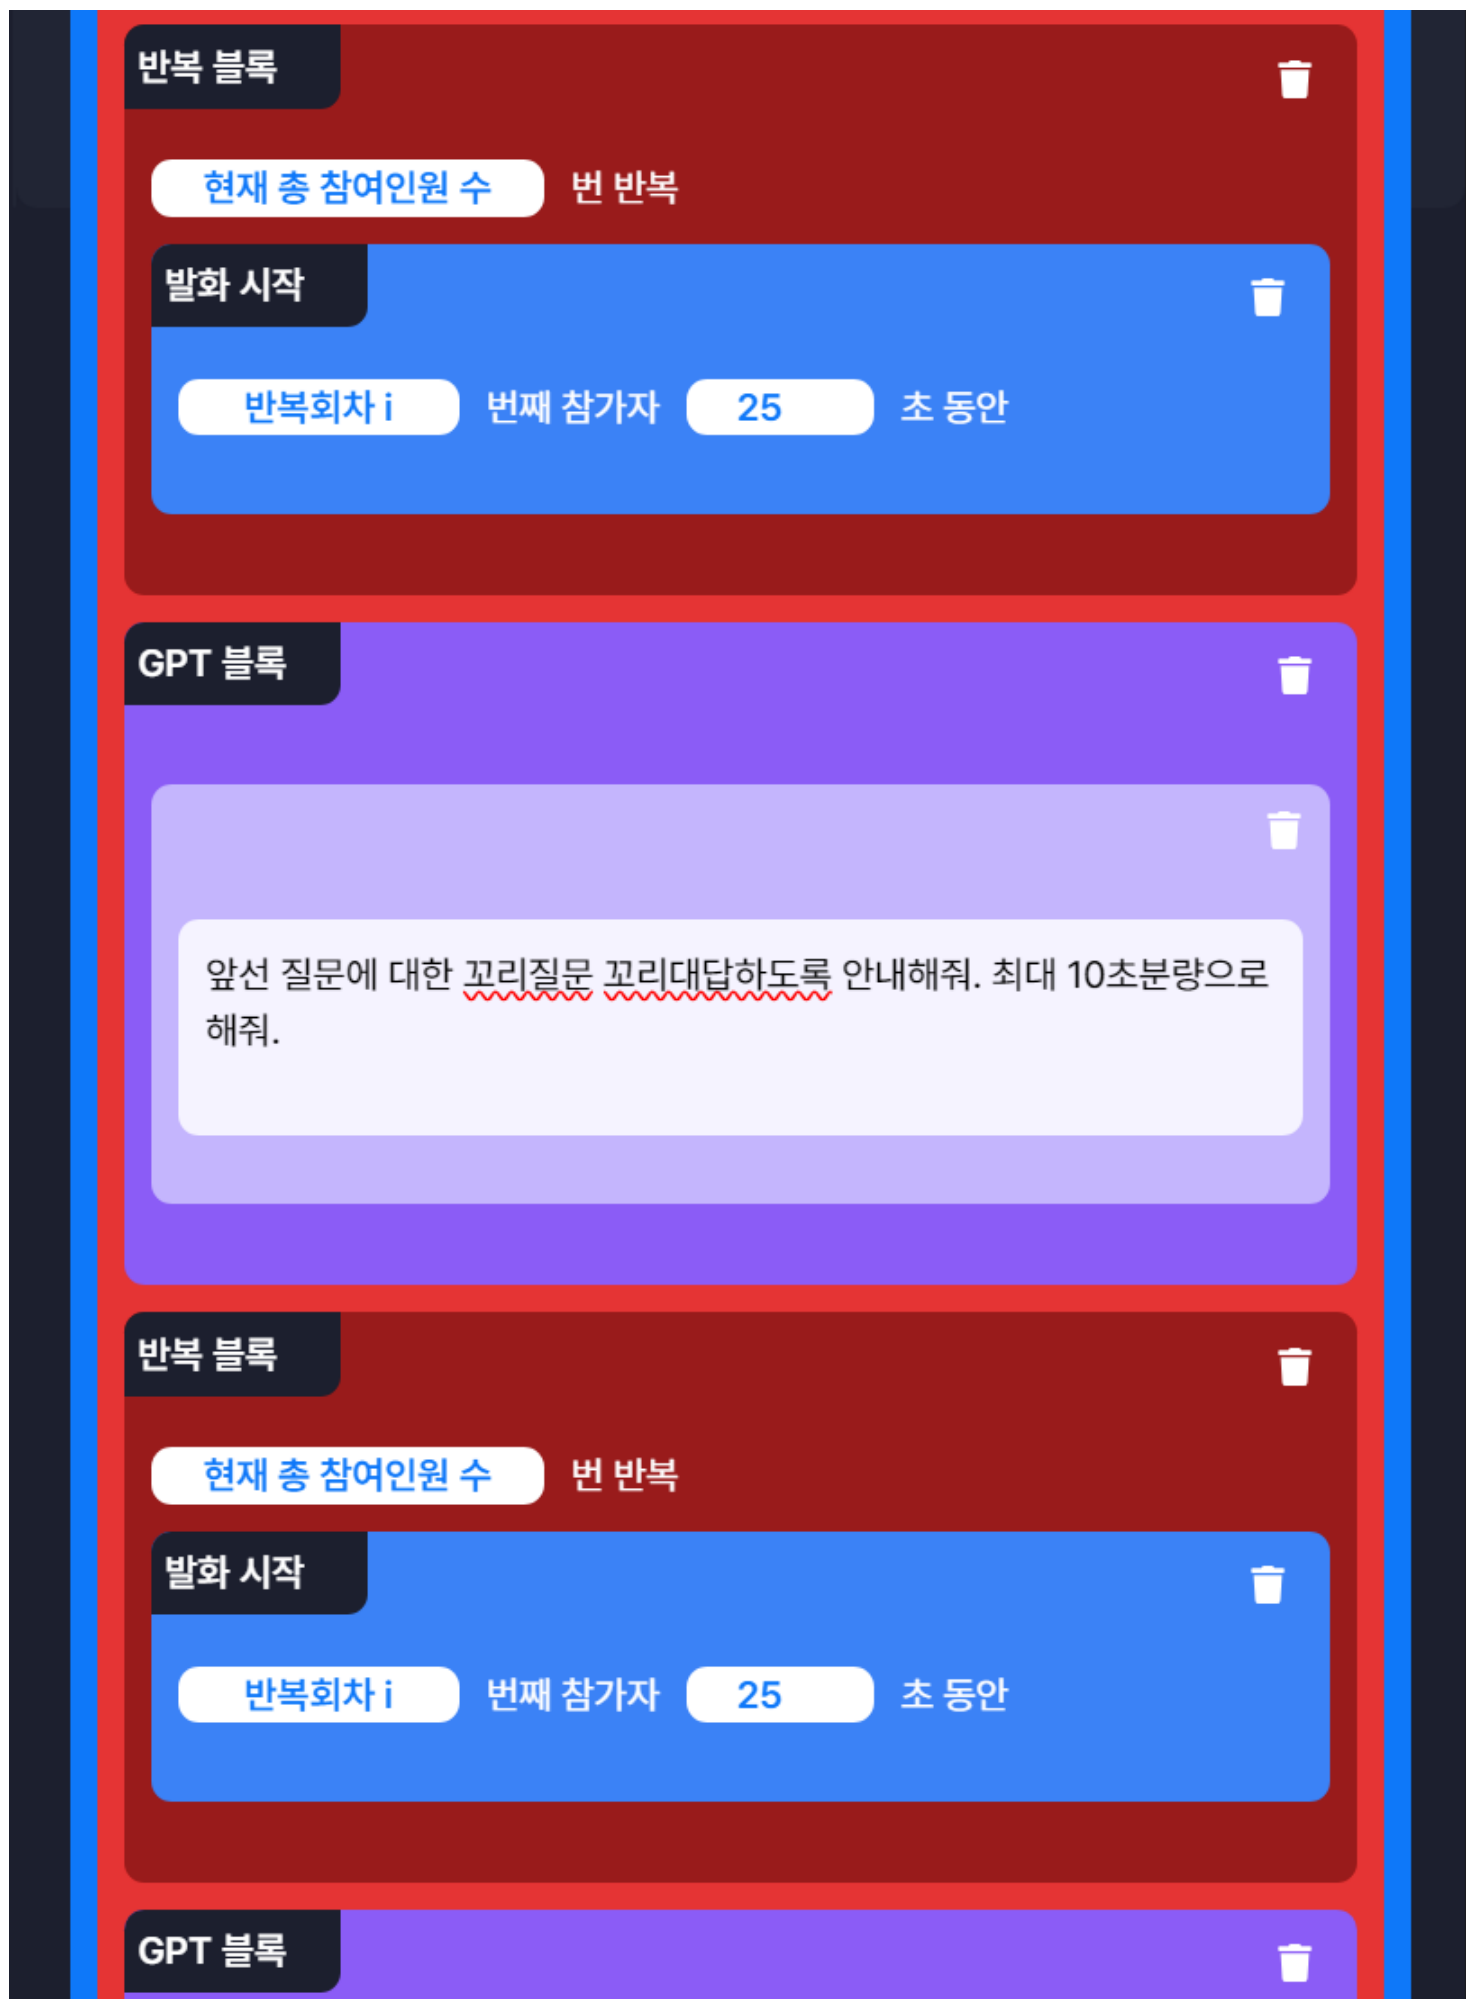 반복 블록
현재 총 참여인원 수 번 반복
발화 시작
반복회차 i 번째 참가자 25 초 동안
GPT 블록
앞선 질문에 대한 꼬리질문 꼬리대답하도록 안내해줘. 최대 10초분량으로
해줘.
반복 블록
현재 총 참여인원 수 번 반복
발화 시작
반복회차 i 번째 참가자 25 초 동안
GPT 블록